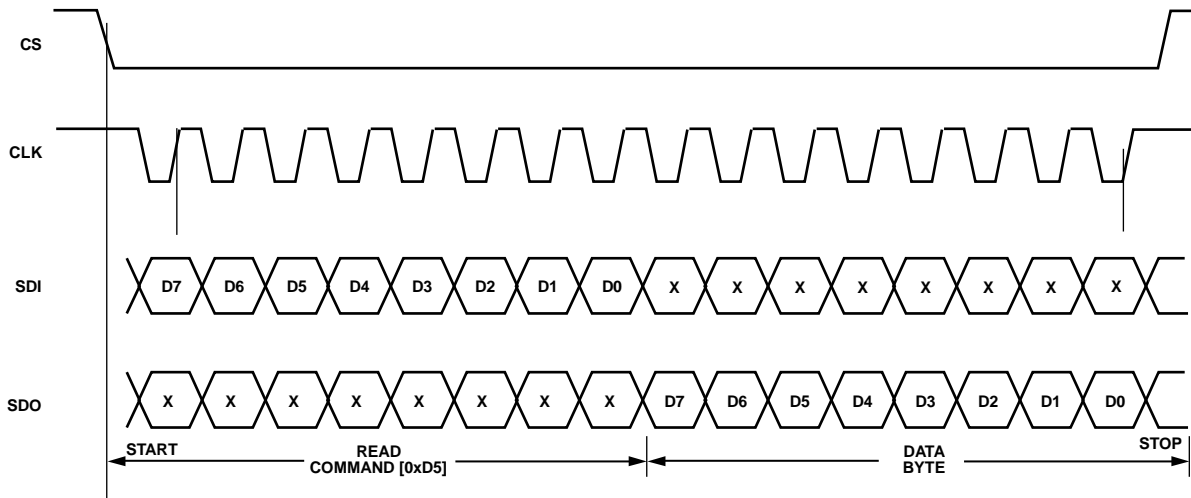 CS
CLK
SDI D7 D6 D5 D4 D3 D2 D1 D0 X X X X X X X X
SDO X X X X X X X X D7 D6 D5 D4 D3 D2 D1 D0
START READ STOP
COMMAND [0xD5]
DATA
BYTE